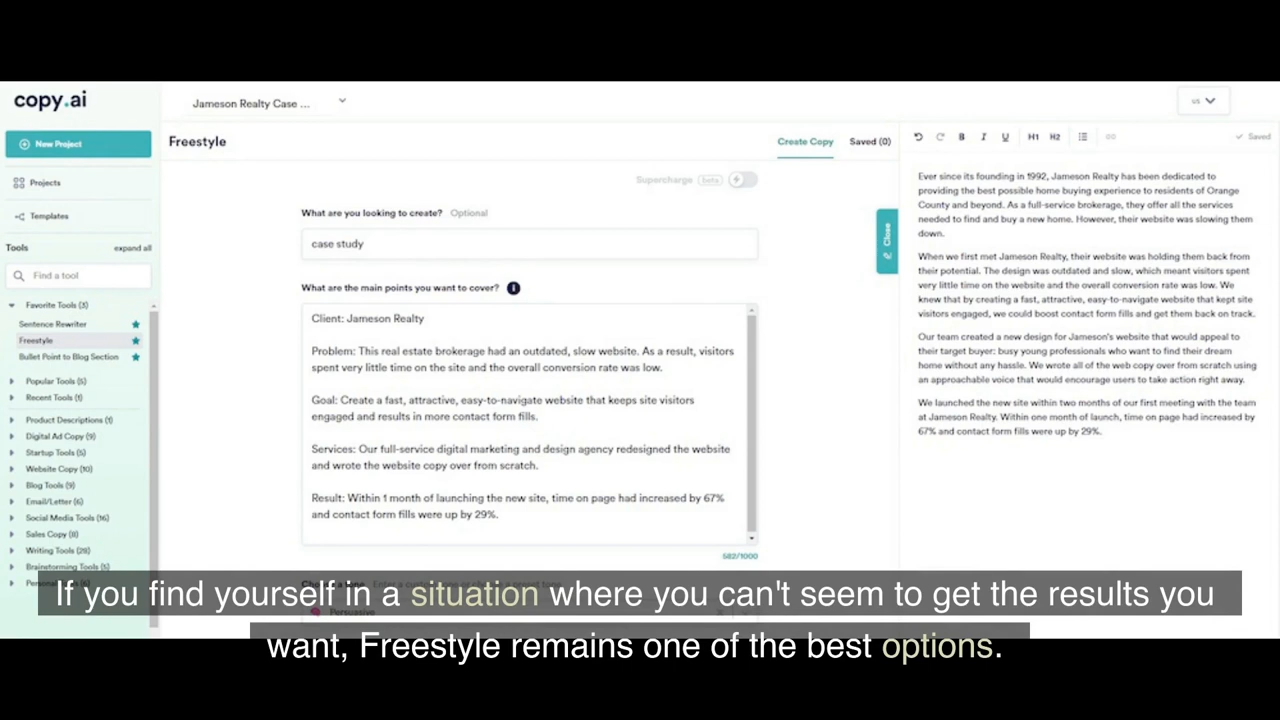 copy.ai
Jameson Realty Case ...
us
New Project
Projects
Templates
Tools
expand all
Find a tool
Favorite Tools (3)
Sentence Rewriter
Freestyle
Bullet Point to Blog Section
Popular Tools (5)
Recent Tools (1)
Product Descriptions (1)
Digital Ad Copy (9)
Startup Tools (5)
Website Copy (10)
Blog Tools (9)
Email/Letter (6)
Social Media Tools (16)
Sales Copy (8)
Writing Tools (28)
Brainstorming Tools (5)
Freestyle
Create Copy
Saved (0)
Supercharge beta
What are you looking to create? Optional
case study
What are the main points you want to cover?
Client: Jameson Realty
Problem: This real estate brokerage had an outdated, slow website. As a result, visitors
spent very little time on the site and the overall conversion rate was low.
Goal: Create a fast, attractive, easy-to-navigate website that keeps site visitors
engaged and results in more contact form fills.
Services: Our full-service digital marketing and design agency redesigned the website
and wrote the website copy over from scratch.
Result: Within 1 month of launching the new site, time on page had increased by 67%
and contact form fills were up by 29%.
582/1000
Persuasive
Close
B I U H1 H2
Saved
Ever since its founding in 1992, Jameson Realty has been dedicated to
providing the best possible home buying experience to residents of Orange
County and beyond. As a full-service brokerage, they offer all the services
needed to find and buy a new home. However, their website was slowing them
down.
When we first met Jameson Realty, their website was holding them back from
their potential. The design was outdated and slow, which meant visitors spent
very little time on the website and the overall conversion rate was low. We
knew that by creating a fast, attractive, easy-to-navigate website that kept site
visitors engaged, we could boost contact form fills and get them back on track.
Our team created a new design for Jameson's website that would appeal to
their target buyer: busy young professionals who want to find their dream
home without any hassle. We wrote all of the web copy over from scratch using
an approachable voice that would encourage users to take action right away.
We launched the new site within two months of our first meeting with the team
at Jameson Realty. Within one month of launch, time on page had increased by
67% and contact form fills were up by 29%.
If you find yourself in a situation where you can't seem to get the results you
want, Freestyle remains one of the best options.